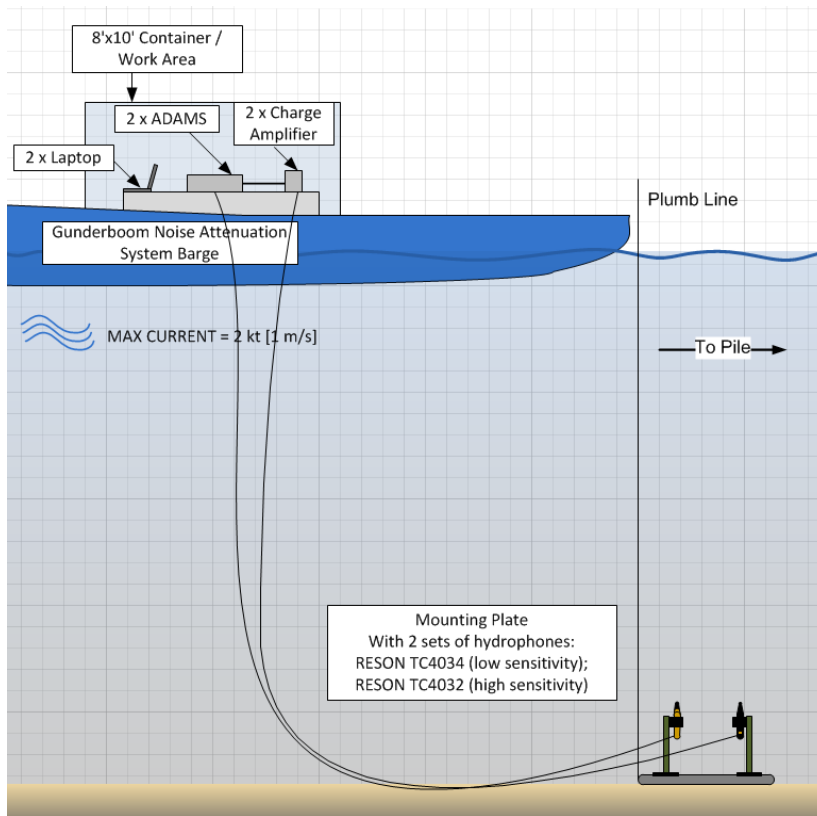 8'x10' Container /
Work Area
2 x ADAMS
2 x Charge
Amplifier
2 x Laptop
Plumb Line
Gunderboom Noise Attenuation
System Barge
MAX CURRENT = 2 kt [1 m/s]
To Pile
Mounting Plate
With 2 sets of hydrophones:
RESON TC4034 (low sensitivity);
RESON TC4032 (high sensitivity)